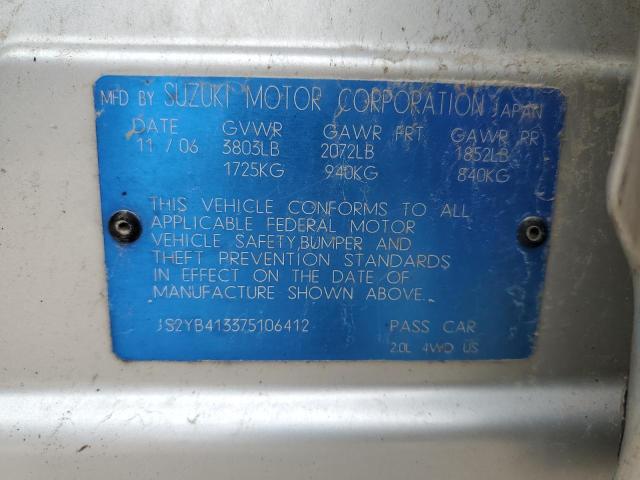 MFD BY SUZUKI MOTOR CORPORATION JAPAN
DATE GVWR GAWR FRT GAWR RR
11 / 06 3803LB 2072LB 1852LB
1725KG 940KG 840KG
THIS VEHICLE CONFORMS TO ALL
APPLICABLE FEDERAL MOTOR
VEHICLE SAFETY,BUMPER AND
THEFT PREVENTION STANDARDS
IN EFFECT ON THE DATE OF
MANUFACTURE SHOWN ABOVE.
JS2YB413375106412 PASS CAR
2.0L 4WD US